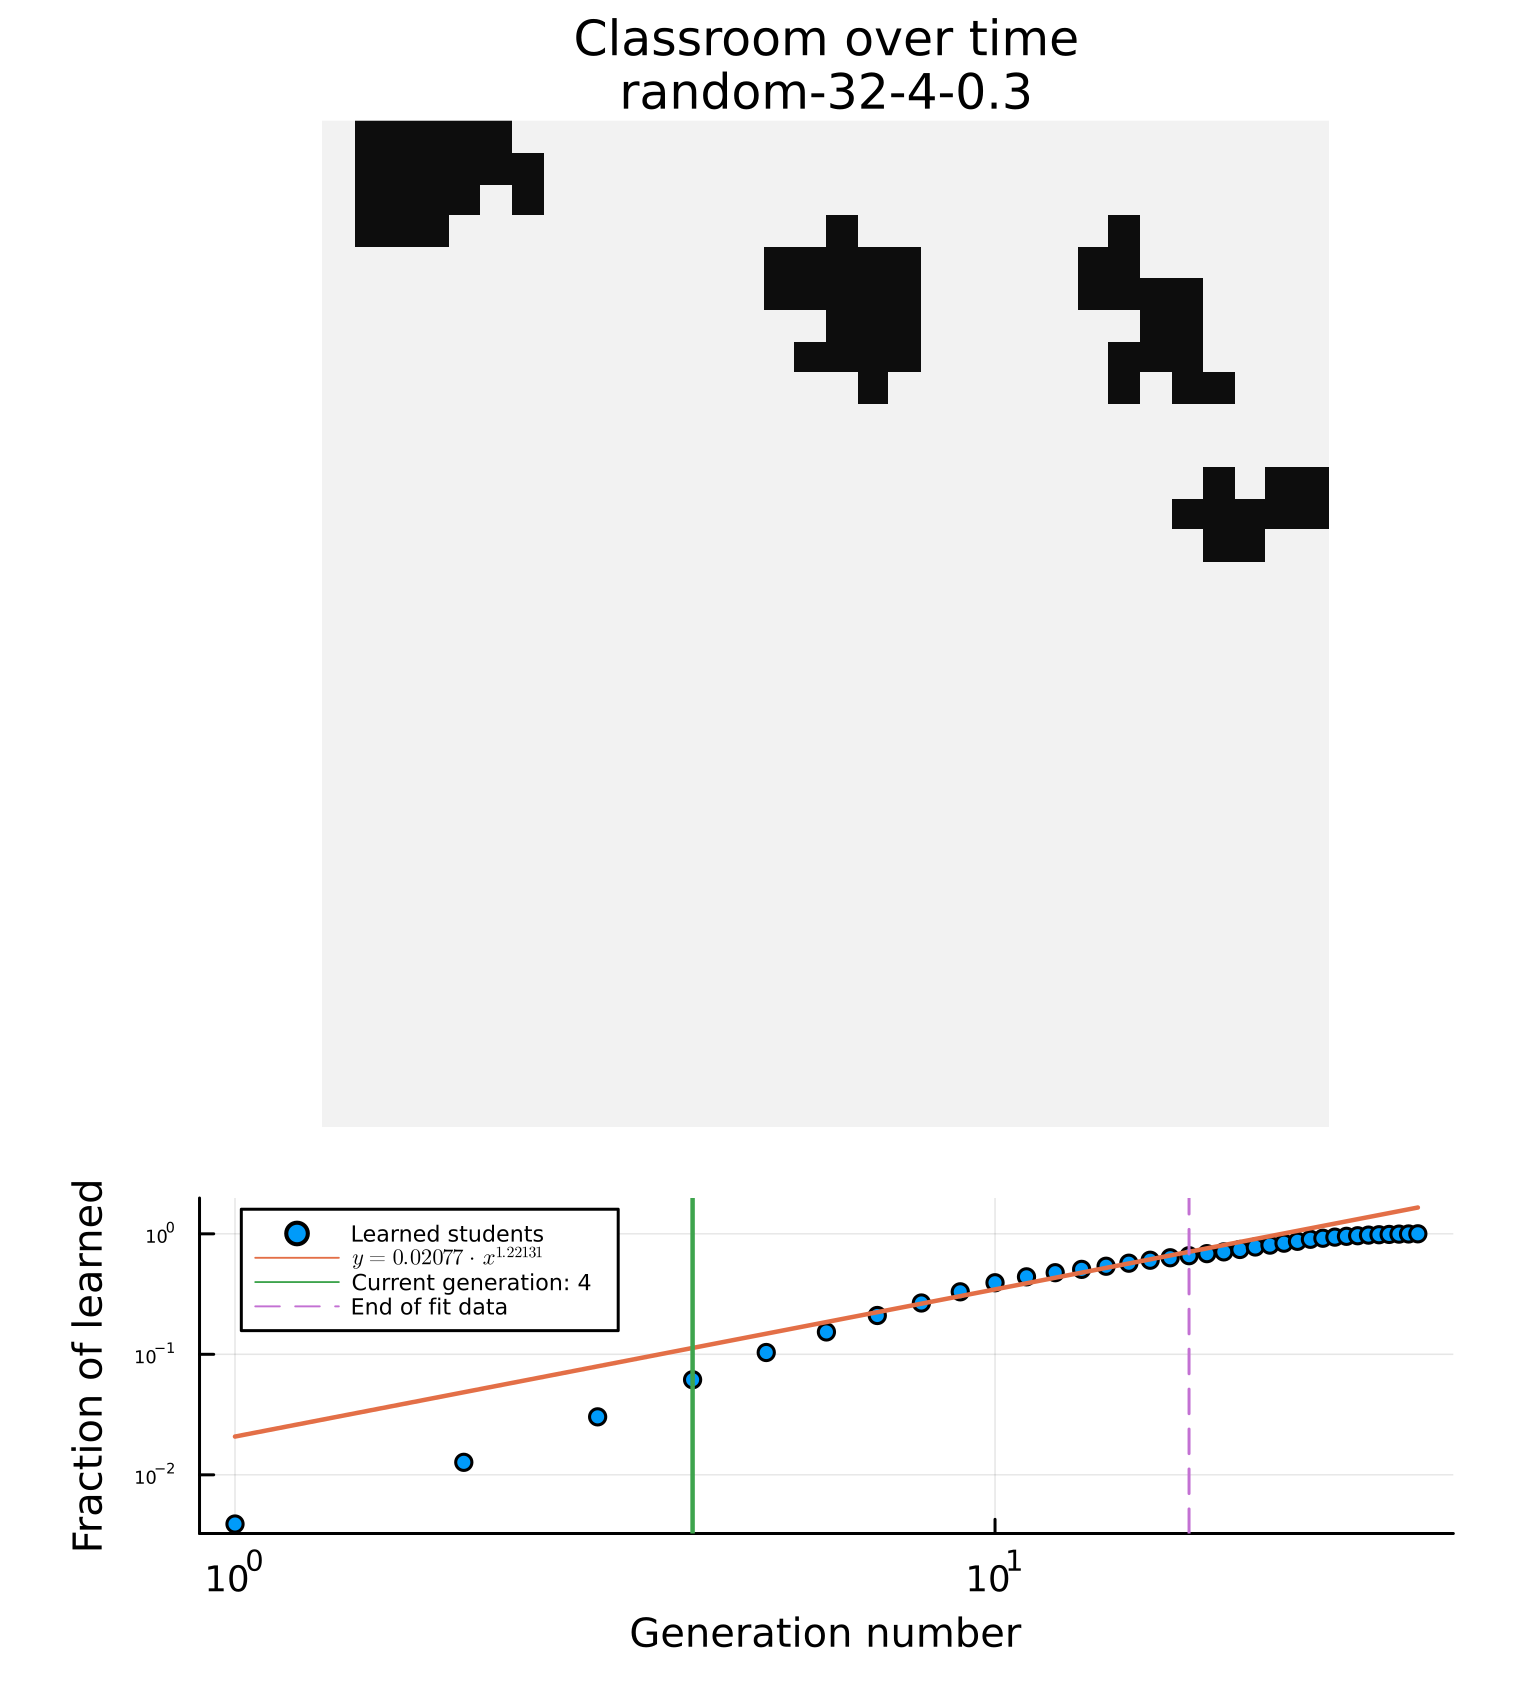 Classroom over time
random-32-4-0.3
Fraction of learned
10⁰
10⁻¹
10⁻²
Learned students
y = 0.02077 · x^1.22131
Current generation: 4
End of fit data
10⁰ 10¹
Generation number